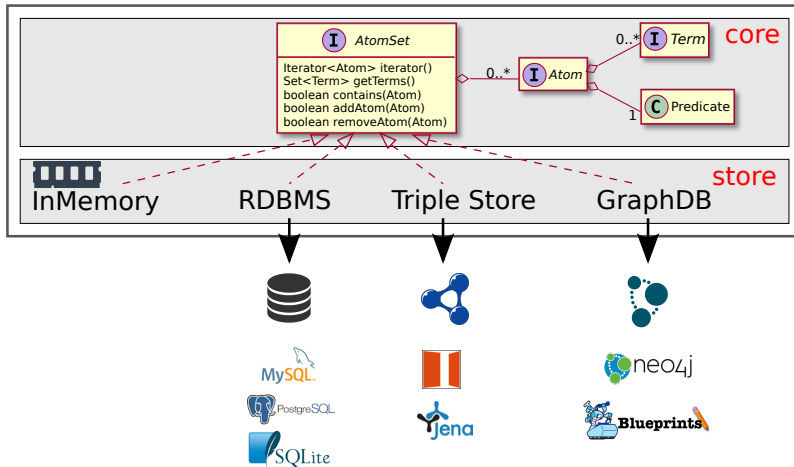 core
I AtomSet
Iterator<Atom> iterator()
Set<Term> getTerms()
boolean contains(Atom)
boolean addAtom(Atom)
boolean removeAtom(Atom)
0..*
I Atom
0..*
I Term
1
C Predicate
store
InMemory
RDBMS
Triple Store
GraphDB
MySQL™
PostgreSQL
SQLite
jena
neo4j
Blueprints